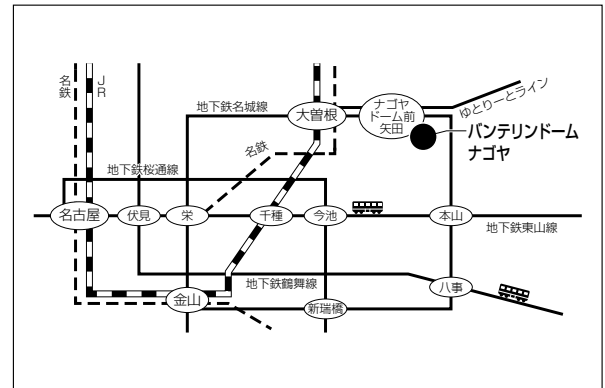 名鉄
JR
地下鉄名城線
大曽根
ナゴヤ
ドーム前
矢田
ゆとりーとライン
バンテリンドーム
ナゴヤ
名鉄
地下鉄桜通線
名古屋
伏見
栄
千種
今池
本山
地下鉄東山線
地下鉄鶴舞線
八事
金山
新瑞橋